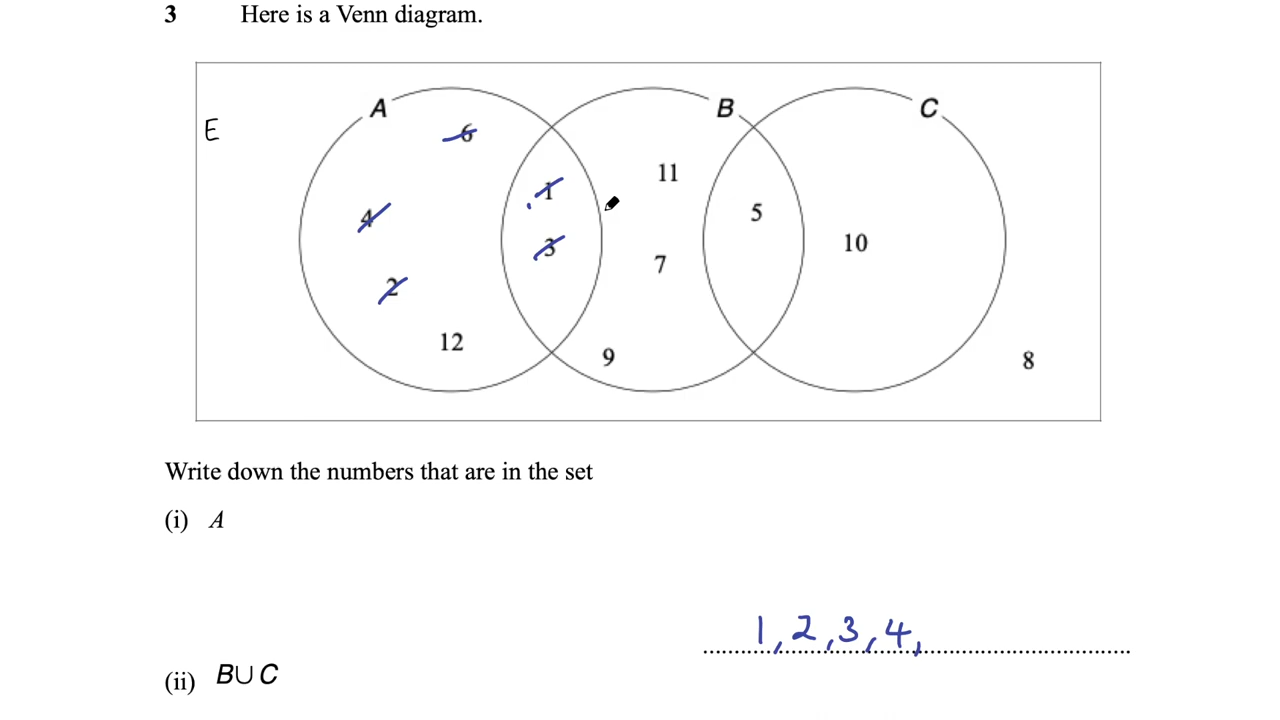 3 Here is a Venn diagram.
A B C
E
6
1 11
4 5
3 10
7
2
12 9 8
Write down the numbers that are in the set
(i) A
1, 2, 3, 4,
(ii) B∪C